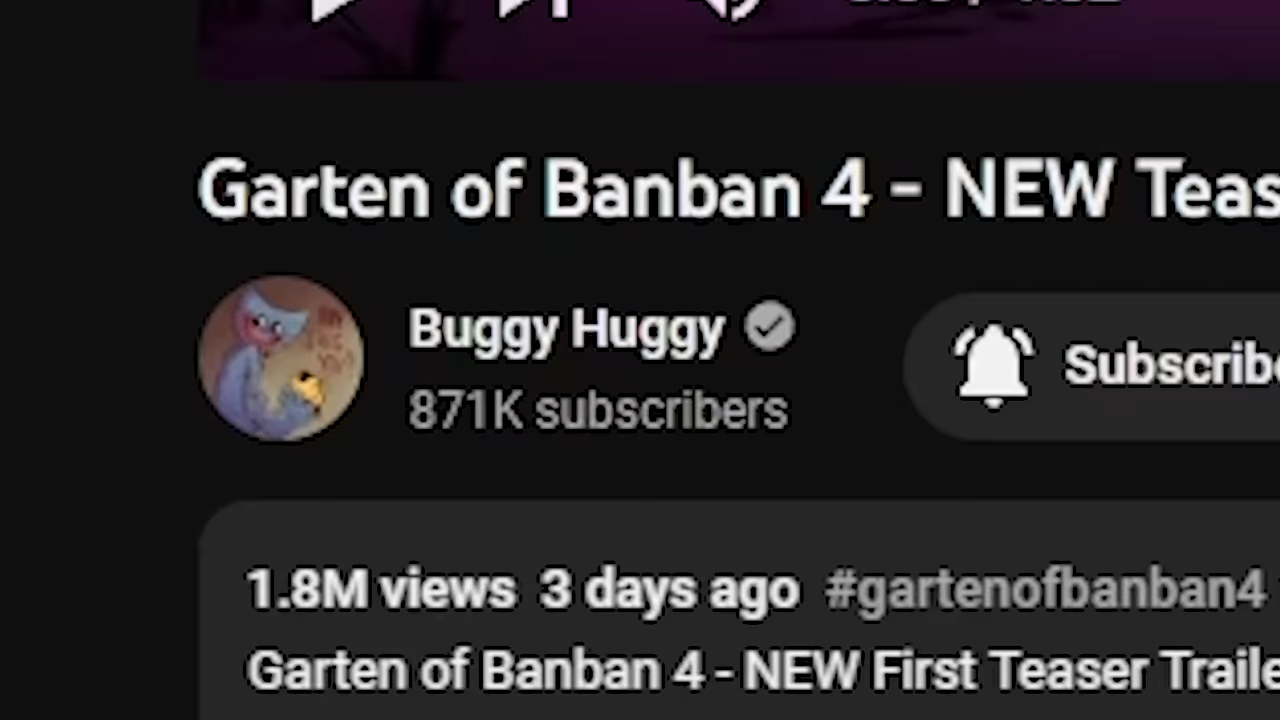 Garten of Banban 4 - NEW Teas
Buggy Huggy
871K subscribers
Subscribe
1.8M views 3 days ago #gartenofbanban4
Garten of Banban 4 - NEW First Teaser Traile